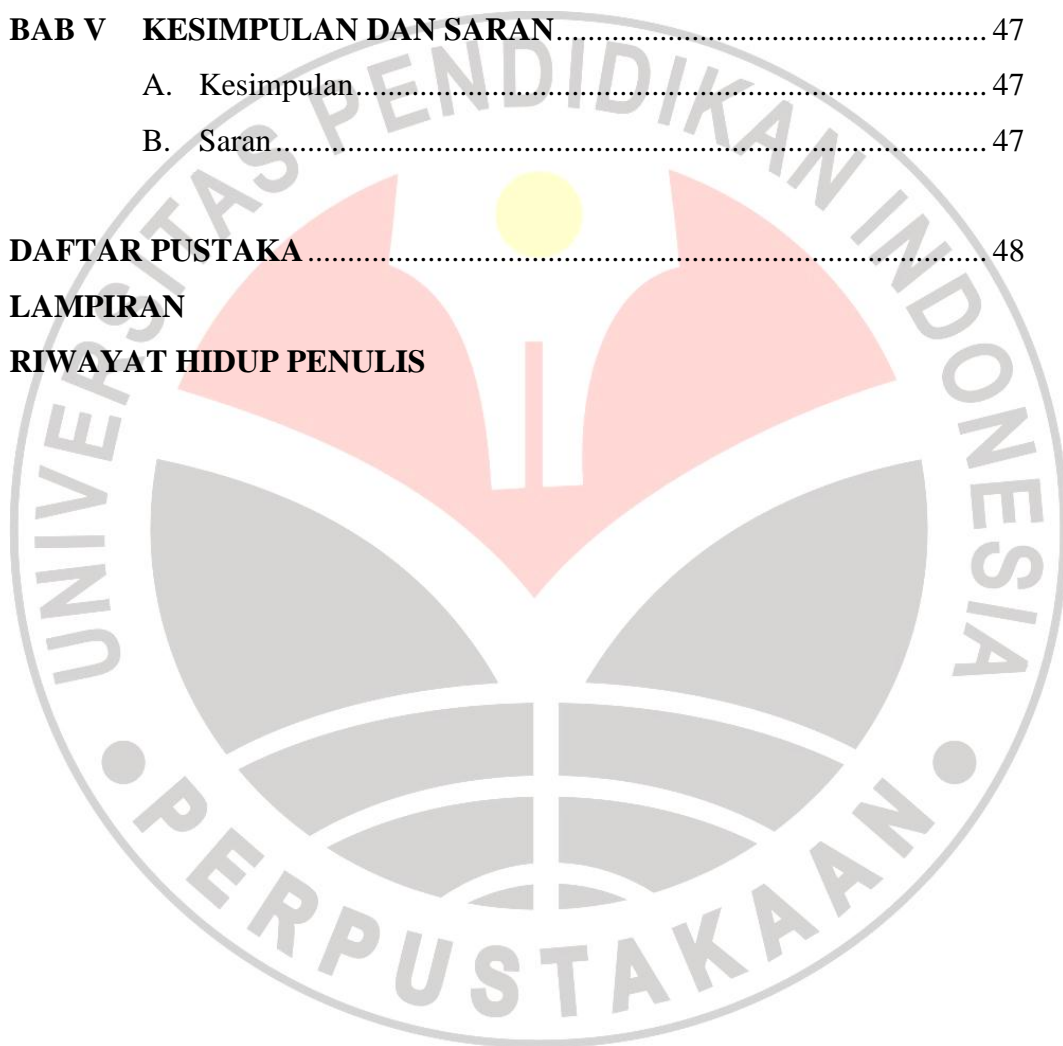 BAB V KESIMPULAN DAN SARAN.......................................................... 47
A. Kesimpulan.......................................................................... 47
B. Saran................................................................................... 47
DAFTAR PUSTAKA............................................................................... 48
LAMPIRAN
RIWAYAT HIDUP PENULIS
UNIVERSITAS PENDIDIKAN INDONESIA
PERPUSTAKAAN